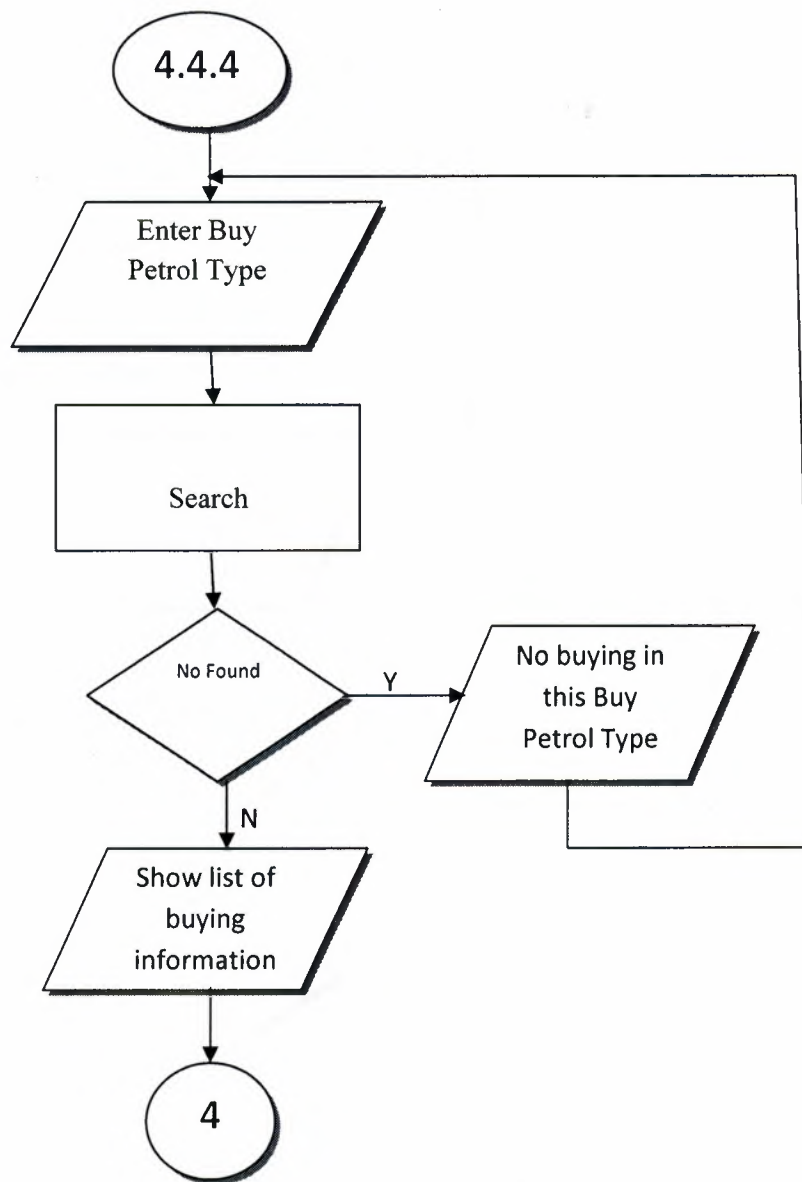 4.4.4
Enter Buy
Petrol Type
Search
No Found
Y
No buying in
this Buy
Petrol Type
N
Show list of
buying
information
4